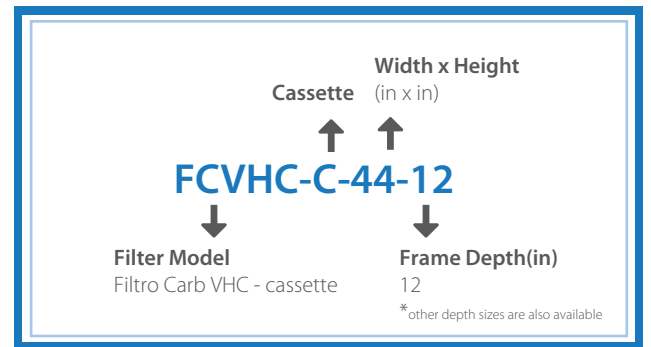 Width x Height
Cassette (in x in)
FCVHC-C-44-12
Filter Model
Filtro Carb VHC - cassette
Frame Depth(in)
12
*other depth sizes are also available